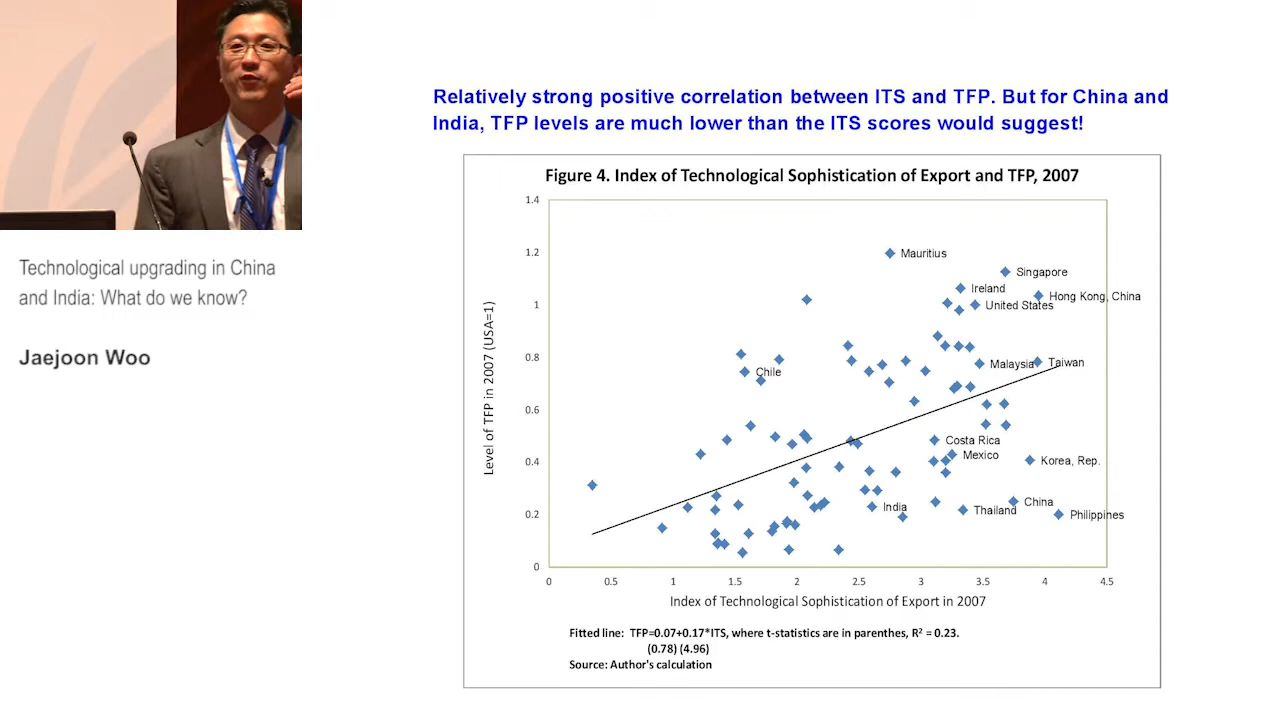 Relatively strong positive correlation between ITS and TFP. But for China and
India, TFP levels are much lower than the ITS scores would suggest!
Technological upgrading in China
and India: What do we know?
Jaejoon Woo
Figure 4. Index of Technological Sophistication of Export and TFP, 2007
Level of TFP in 2007 (USA=1)
1.4
1.2
1
0.8
0.6
0.4
0.2
0
Mauritius
Singapore
Ireland
Hong Kong, China
United States
Malaysia
Taiwan
Chile
Costa Rica
Mexico
Korea, Rep.
India
China
Thailand
Philippines
0 0.5 1 1.5 2 2.5 3 3.5 4 4.5
Index of Technological Sophistication of Export in 2007
Fitted line: TFP=0.07+0.17*ITS, where t-statistics are in parenthes, R² = 0.23.
(0.78) (4.96)
Source: Author's calculation